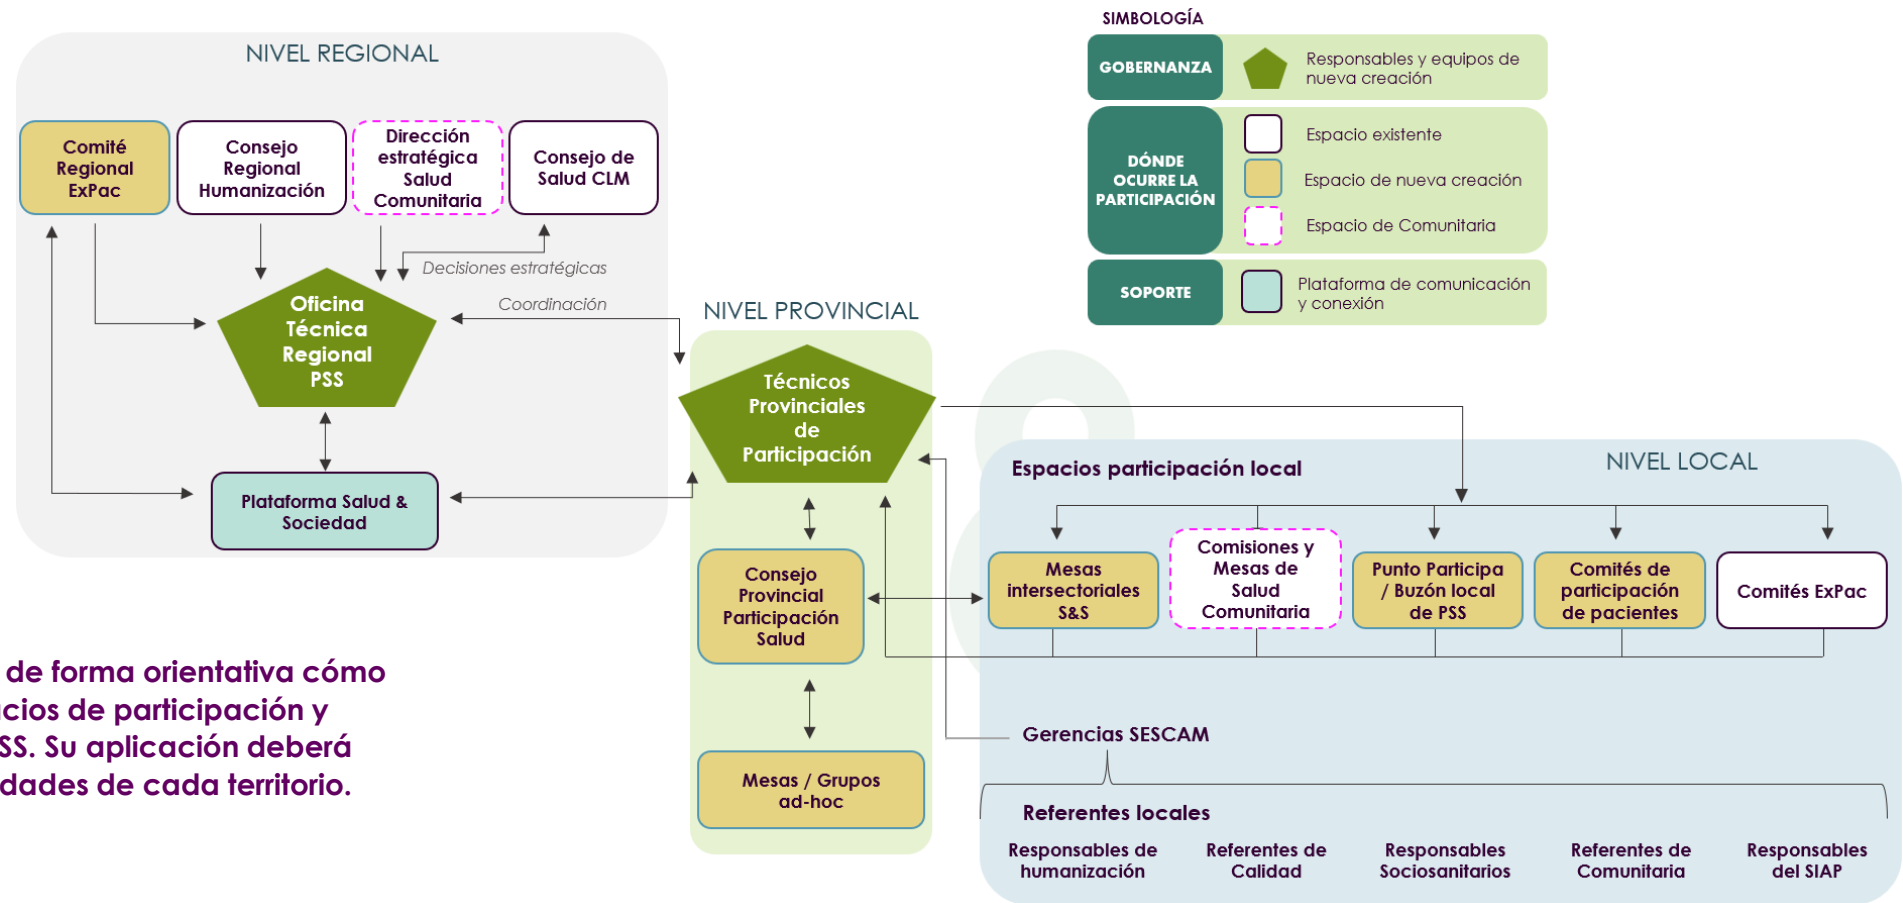 SIMBOLOGÍA
GOBERNANZA
Responsables y equipos de
nueva creación
DÓNDE
OCURRE LA
PARTICIPACIÓN
Espacio existente
Espacio de nueva creación
Espacio de Comunitaria
SOPORTE
Plataforma de comunicación
y conexión
NIVEL REGIONAL
Comité
Regional
ExPac
Consejo
Regional
Humanización
Dirección
estratégica
Salud
Comunitaria
Consejo de
Salud CLM
Decisiones estratégicas
Coordinación
Oficina
Técnica
Regional
PSS
Plataforma Salud &
Sociedad
NIVEL PROVINCIAL
Técnicos
Provinciales
de
Participación
Consejo
Provincial
Participación
Salud
Mesas / Grupos
ad-hoc
NIVEL LOCAL
Espacios participación local
Mesas
intersectoriales
S&S
Comisiones y
Mesas de
Salud
Comunitaria
Punto Participa
/ Buzón local
de PSS
Comités de
participación
de pacientes
Comités ExPac
Gerencias SESCAM
Referentes locales
Responsables de
humanización
Referentes de
Calidad
Responsables
Sociosanitarios
Referentes de
Comunitaria
Responsables
del SIAP
de forma orientativa cómo
acios de participación y
SS. Su aplicación deberá
idades de cada territorio.